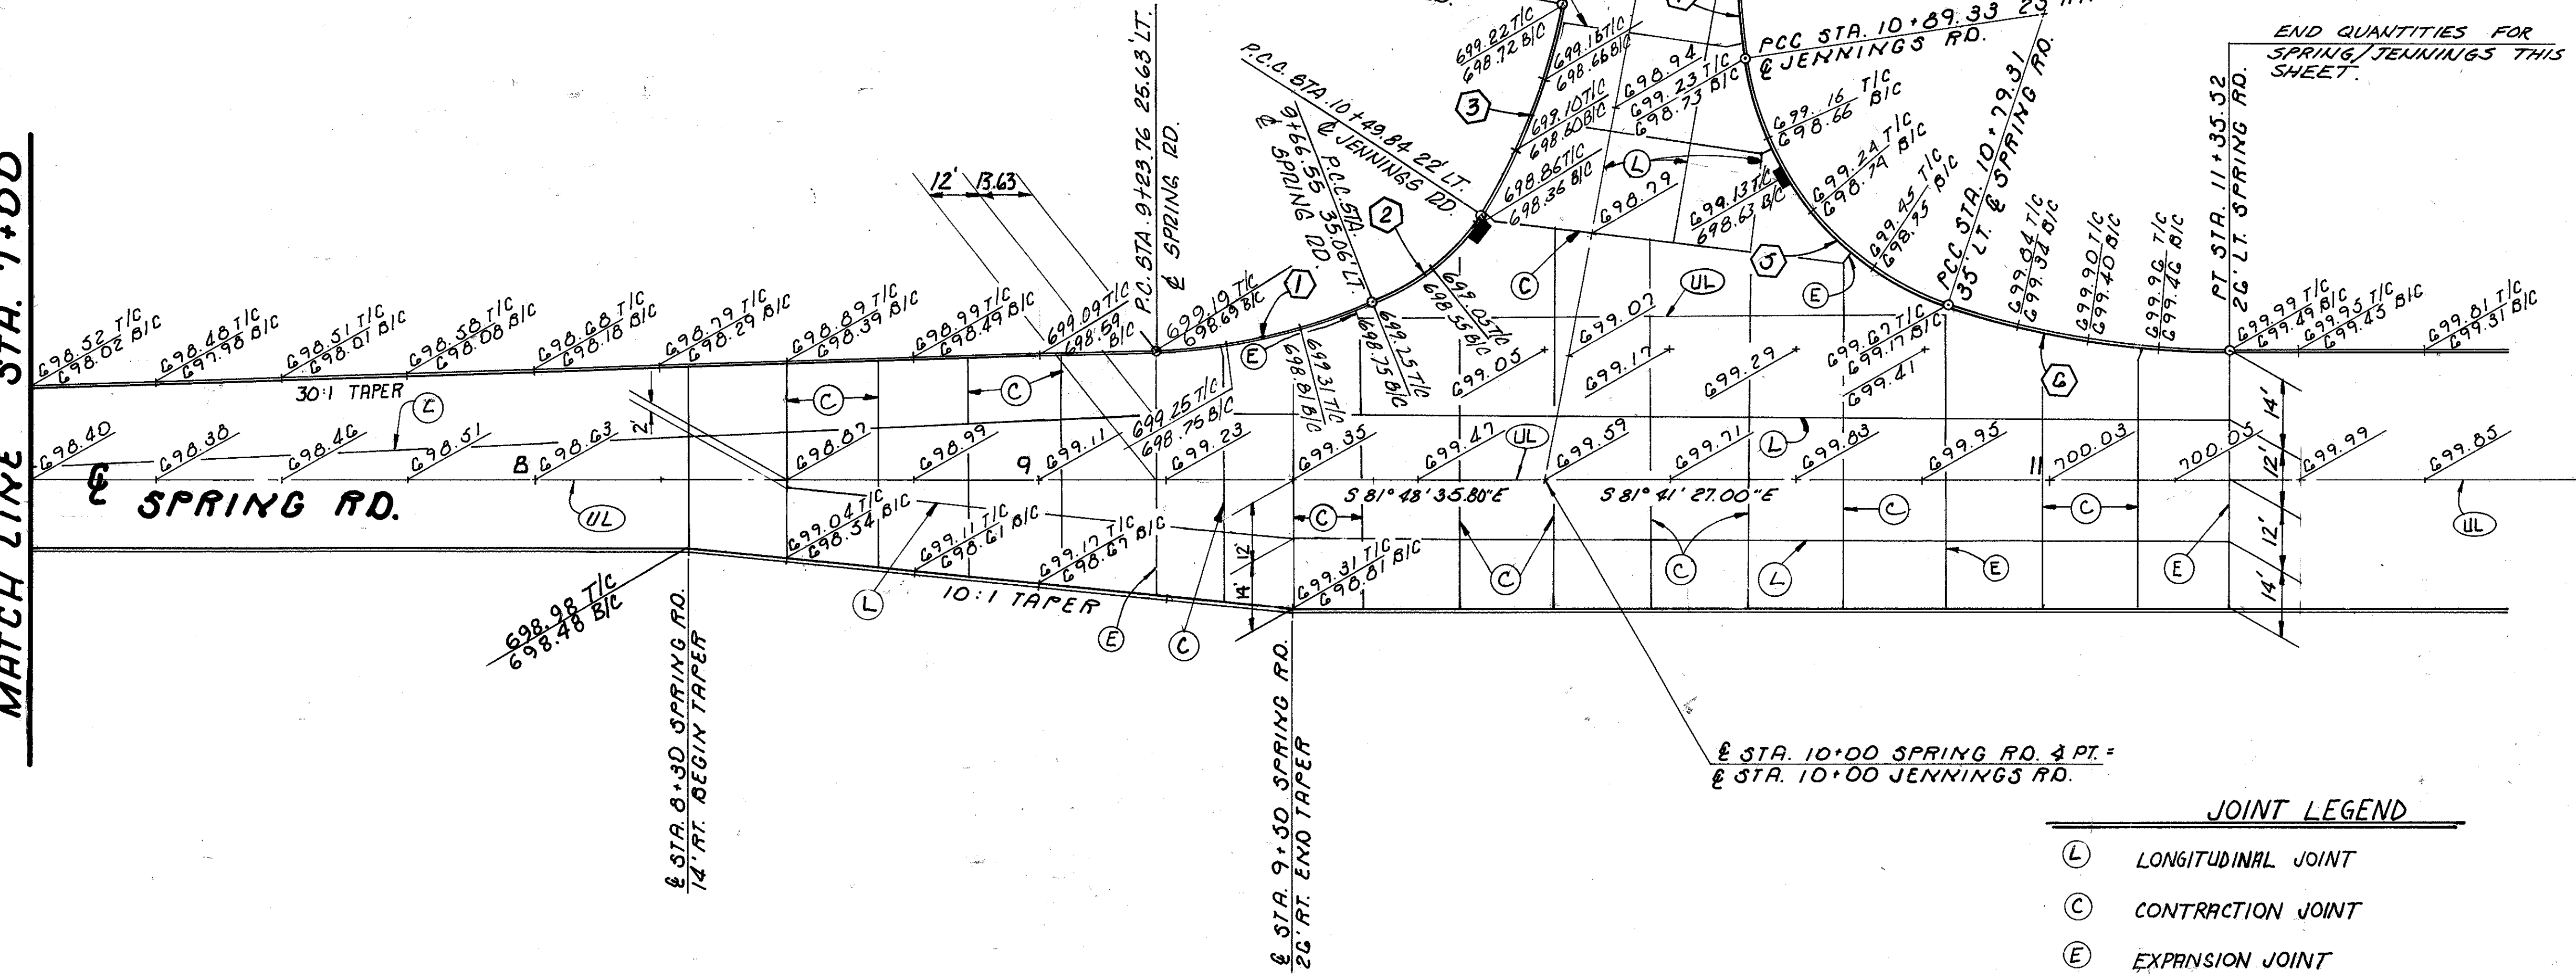 MATCH LINE STA. 7+00
698.52 T/C
698.02 B/C
698.48 T/C
697.98 B/C
698.51 T/C
698.01 B/C
698.58 T/C
698.08 B/C
698.68 T/C
698.18 B/C
698.79 T/C
698.29 B/C
698.89 T/C
698.39 B/C
698.99 T/C
698.49 B/C
699.09 T/C
698.59 B/C
699.19 T/C
698.69 B/C
12'
13.63
P.C. STA. 9+23.76 25.63' LT.
℄ SPRING RD.
P.C.C. STA. 10+49.84 22' LT.
℄ JENNINGS RD.
P.C.C. STA.
9+66.55 35.06' LT.
℄ SPRING RD.
699.22 T/C
698.72 B/C
699.16 T/C
698.66 B/C
699.10 T/C
698.60 B/C
698.94
699.23 T/C
698.73 B/C
698.86 T/C
698.36 B/C
698.79
699.13 T/C
698.63 B/C
PCC STA. 10+89.33
℄ JENNINGS RD.
699.16 T/C
698.66 B/C
699.24 T/C
698.74 B/C
699.45 T/C
698.95 B/C
PCC STA. 10+79.31
35' LT. ℄ SPRING RD.
699.84 T/C
699.34 B/C
699.90 T/C
699.40 B/C
699.96 T/C
699.46 B/C
PT STA. 11+35.52
26' LT. SPRING RD.
END QUANTITIES FOR
SPRING/JENNINGS THIS
SHEET.
699.99 T/C
699.49 B/C
699.95 T/C
699.45 B/C
699.81 T/C
699.31 B/C
1
2
3
5
6
L
C
E
UL
30:1 TAPER
L
C
C
E
2'
699.25 T/C
698.75 B/C
699.31 T/C
698.81 B/C
699.25 T/C
698.75 B/C
699.05 T/C
698.55 B/C
699.05
699.07
699.17
699.29
699.67 T/C
699.17 B/C
699.41
698.40
698.38
698.46
698.51
8
698.63
698.87
698.99
9
699.11
699.23
699.35
699.47
UL
699.59
699.71
L
699.83
699.95
11
700.03
700.05
699.99
699.85
14'
12'
12'
14'
℄
SPRING RD.
UL
S 81° 48' 35.80" E
S 81° 41' 27.00" E
C
C
C
UL
699.04 T/C
698.54 B/C
699.11 T/C
698.61 B/C
699.17 T/C
698.67 B/C
12'
14'
699.31 T/C
698.81 B/C
L
10:1 TAPER
E
C
C
C
L
E
E
698.98 T/C
698.48 B/C
℄ STA. 8+30 SPRING RD.
14' RT. BEGIN TAPER
℄ STA. 9+50 SPRING RD.
26' RT. END TAPER
℄ STA. 10+00 SPRING RD. ∡ PT. =
℄ STA. 10+00 JENNINGS RD.
JOINT LEGEND
L LONGITUDINAL JOINT
C CONTRACTION JOINT
E EXPANSION JOINT